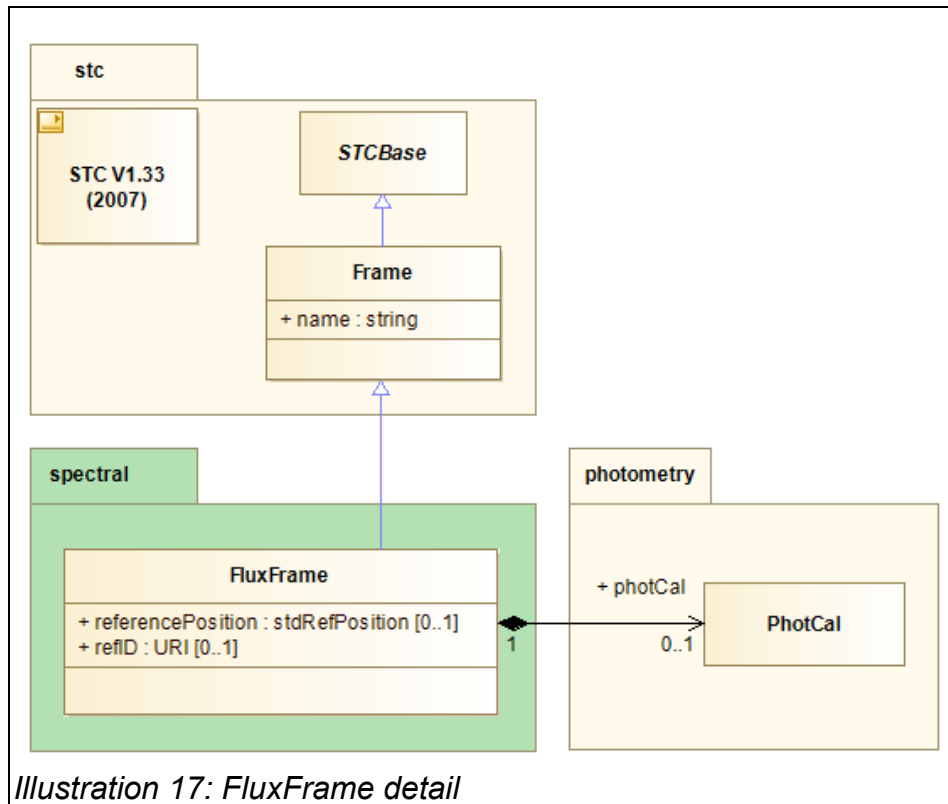 stc
STC V1.33
(2007)
STCBase
Frame
+ name : string
spectral
FluxFrame
+ referencePosition : stdRefPosition [0..1]
+ refID : URI [0..1]
1
photometry
+ photCal
0..1
PhotCal
Illustration 17: FluxFrame detail